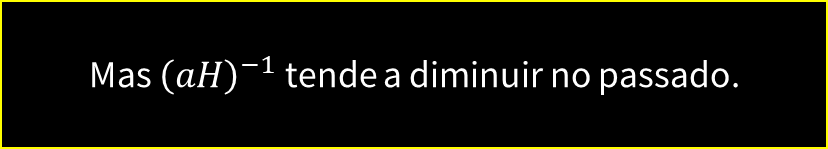 Mas (aH)⁻¹ tende a diminuir no passado.